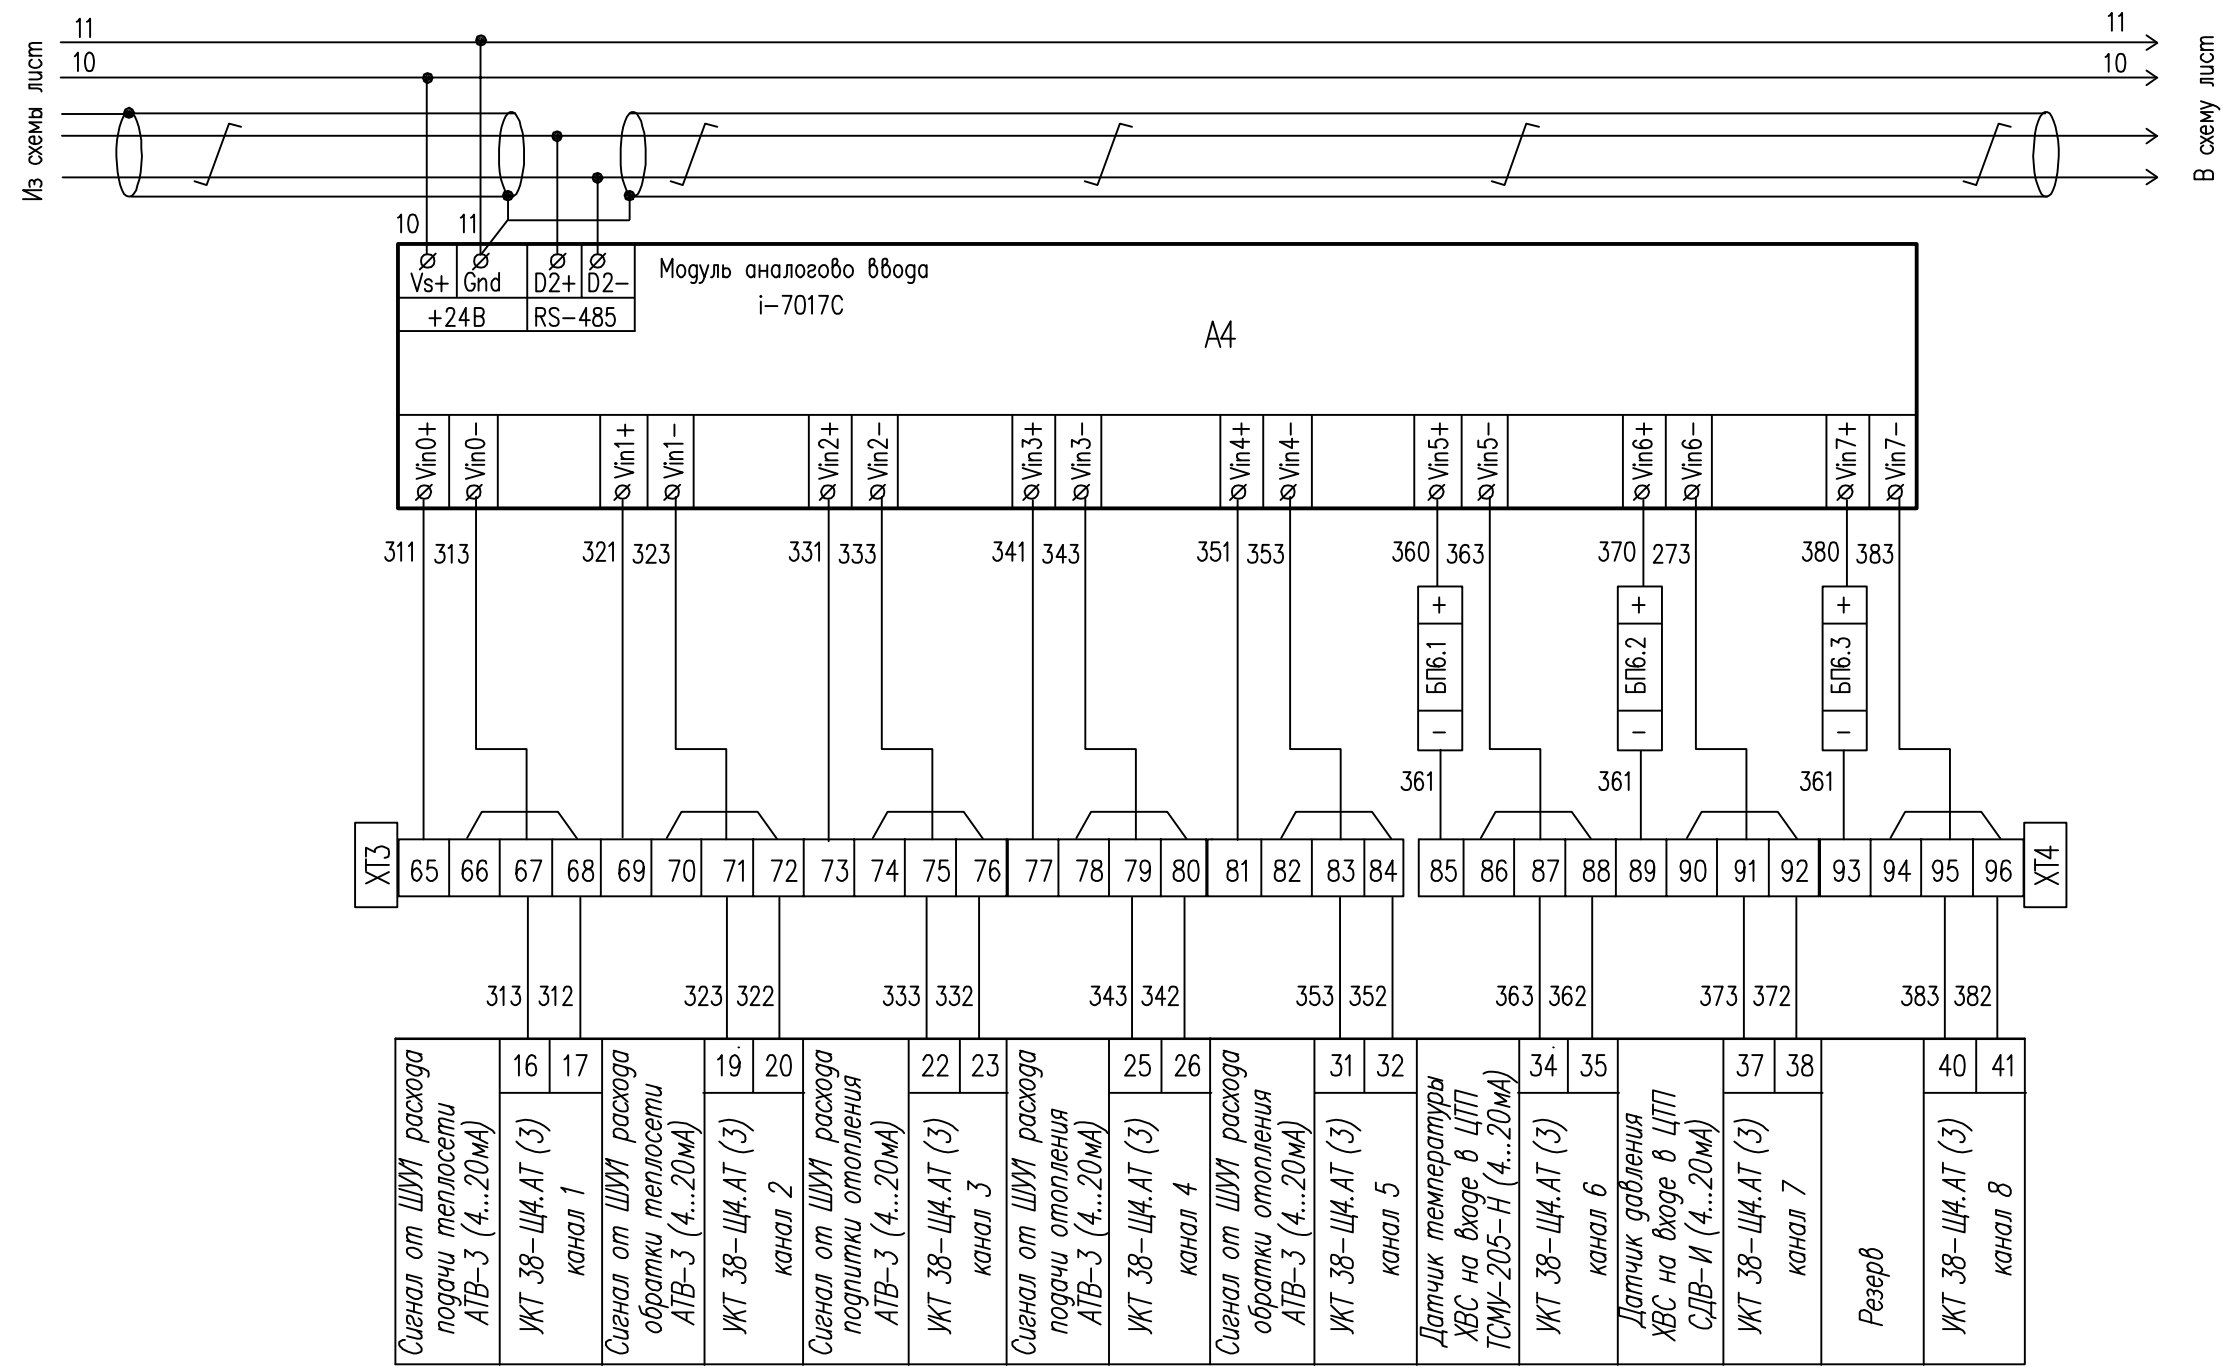 11
11
10
10
Из схемы лист
В схему лист
10
11
Vs+
Gnd
D2+
D2-
+24В
RS-485
Модуль аналогово ввода
i-7017C
A4
Vin0+
Vin0-
Vin1+
Vin1-
Vin2+
Vin2-
Vin3+
Vin3-
Vin4+
Vin4-
Vin5+
Vin5-
Vin6+
Vin6-
Vin7+
Vin7-
311
313
321
323
331
333
341
343
351
353
360
363
370
273
380
383
+
БП6.1
-
+
БП6.2
-
+
БП6.3
-
361
361
361
XT3
65
66
67
68
69
70
71
72
73
74
75
76
77
78
79
80
81
82
83
84
85
86
87
88
89
90
91
92
93
94
95
96
XT4
313
312
323
322
333
332
343
342
353
352
363
362
373
372
383
382
Сигнал от ШУИ расхода
подачи теплосети
АТВ-3 (4...20мА)
16
17
УКТ 38-Щ4.АТ (3)
канал 1
Сигнал от ШУИ расхода
обратки теплосети
АТВ-3 (4...20мА)
19
20
УКТ 38-Щ4.АТ (3)
канал 2
Сигнал от ШУИ расхода
подпитки отопления
АТВ-3 (4...20мА)
22
23
УКТ 38-Щ4.АТ (3)
канал 3
Сигнал от ШУИ расхода
подачи отопления
АТВ-3 (4...20мА)
25
26
УКТ 38-Щ4.АТ (3)
канал 4
Сигнал от ШУИ расхода
обратки отопления
АТВ-3 (4...20мА)
31
32
УКТ 38-Щ4.АТ (3)
канал 5
Датчик температуры
ХВС на входе в ЦТП
ТСМУ-205-Н (4...20мА)
34
35
УКТ 38-Щ4.АТ (3)
канал 6
Датчик давления
ХВС на входе в ЦТП
СДВ-И (4...20мА)
37
38
УКТ 38-Щ4.АТ (3)
канал 7
Резерв
40
41
УКТ 38-Щ4.АТ (3)
канал 8